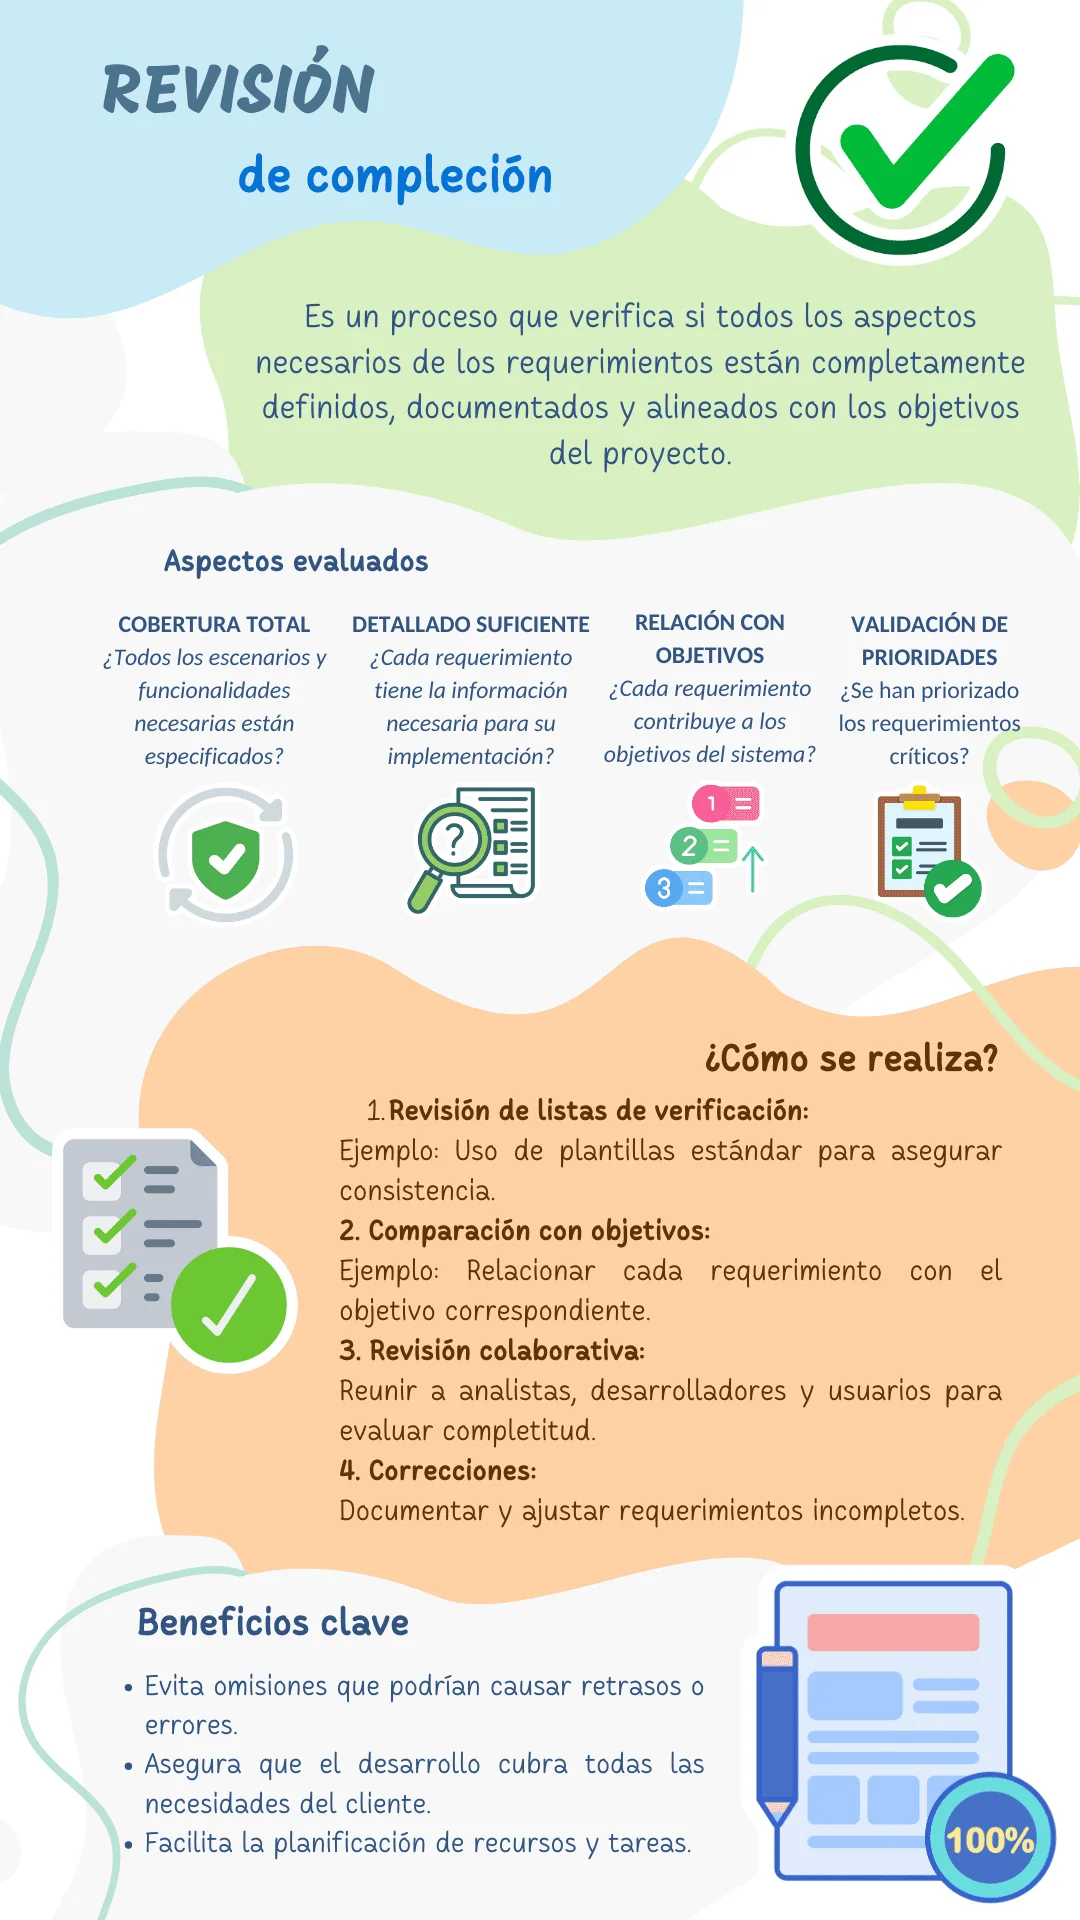 REVISIÓN
de compleción
Es un proceso que verifica si todos los aspectos
necesarios de los requerimientos están completamente
definidos, documentados y alineados con los objetivos
del proyecto.
Aspectos evaluados
COBERTURA TOTAL
¿Todos los escenarios y
funcionalidades
necesarias están
especificados?
DETALLADO SUFICIENTE
¿Cada requerimiento
tiene la información
necesaria para su
implementación?
RELACIÓN CON
OBJETIVOS
¿Cada requerimiento
contribuye a los
objetivos del sistema?
VALIDACIÓN DE
PRIORIDADES
¿Se han priorizado
los requerimientos
críticos?
?
1
2
3
¿Cómo se realiza?
1. Revisión de listas de verificación:
Ejemplo: Uso de plantillas estándar para asegurar
consistencia.
2. Comparación con objetivos:
Ejemplo: Relacionar cada requerimiento con el
objetivo correspondiente.
3. Revisión colaborativa:
Reunir a analistas, desarrolladores y usuarios para
evaluar completitud.
4. Correcciones:
Documentar y ajustar requerimientos incompletos.
Beneficios clave
• Evita omisiones que podrían causar retrasos o
errores.
• Asegura que el desarrollo cubra todas las
necesidades del cliente.
• Facilita la planificación de recursos y tareas.
100%